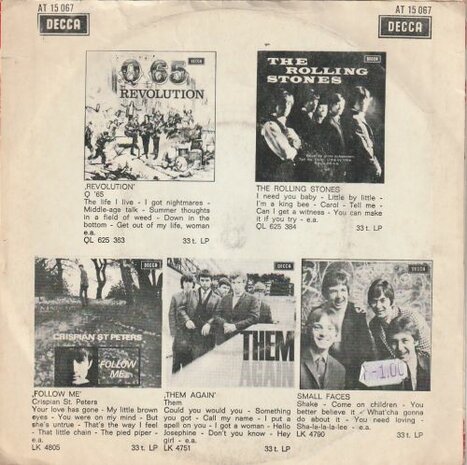 AT 15 067
AT 15 067
DECCA
DECCA
Q 65
REVOLUTION
THE
ROLLING
STONES
„REVOLUTION’
Q '65
The life I live - I got nightmares -
Middle-age talk - Summer thoughts
in a field of weed - Down in the
bottom - Get out of my life, woman
e.a.
QL 625 363 33 t. LP
THE ROLLING STONES
I need you baby - Little by little -
I'm a king bee - Carol - Tell me -
Can I get a witness - You can make
it if you try - e.a.
QL 625 384 33 t. LP
DECCA
CRISPIAN ST PETERS
FOLLOW
ME...
DECCA
THEM
AGAIN
1,00
„FOLLOW ME’
Crispian St. Peters
Your love has gone - My little brown
eyes - You were on my mind - But
she's untrue - That's the way I feel
- That little chain - The pied piper -
e.a.
LK 4805 33 t. LP
„THEM AGAIN’
Them
Could you would you - Something
you got - Call my name - I put a
spell on you - I got a woman - Hello
Josephine - Don't you know - Hey
girl - e.a.
LK 4751 33 t. LP
SMALL FACES
Shake - Come on children - You
better believe it - What'cha gonna
do about it - You need loving -
Sha-la-la-la-lee - e.a.
LK 4790 33 t. LP